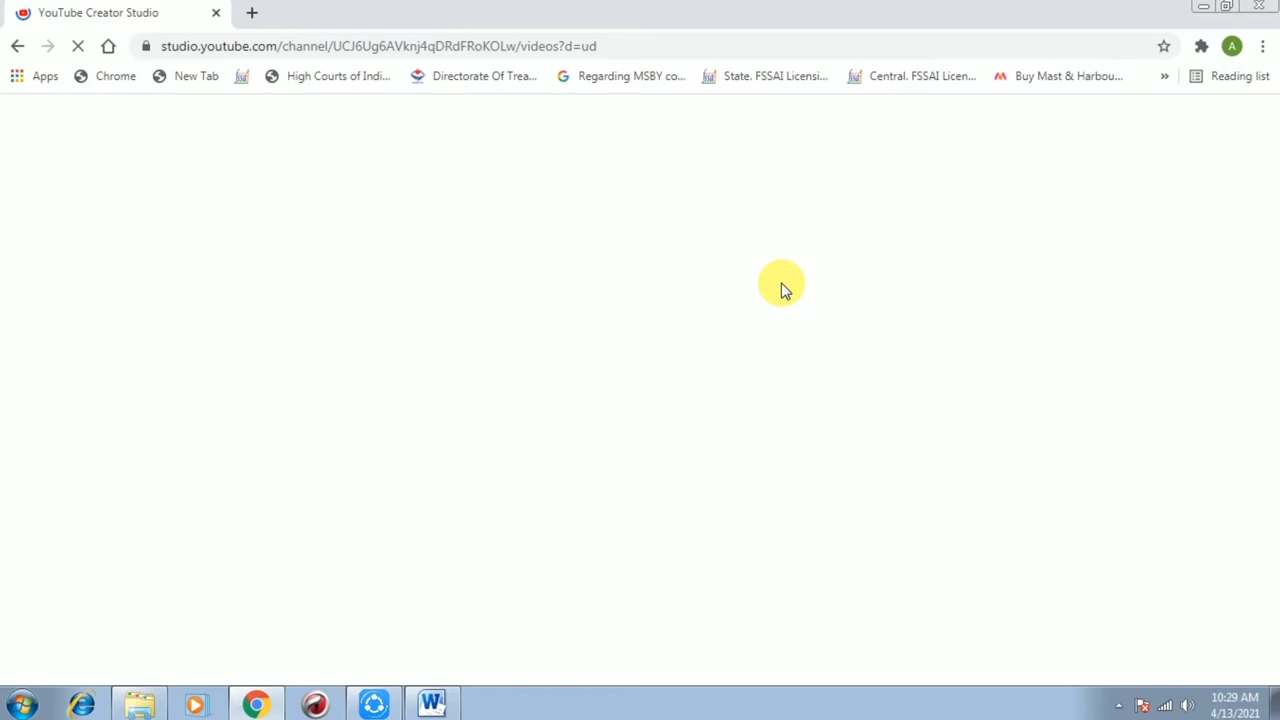 YouTube Creator Studio
studio.youtube.com/channel/UCJ6Ug6AVknj4qDRdFRoKOLw/videos?d=ud
A
Apps Chrome New Tab High Courts of Indi... Directorate Of Trea... Regarding MSBY co... State. FSSAI Licensi... Central. FSSAI Licen... Buy Mast & Harbou... » Reading list
10:29 AM
4/13/2021